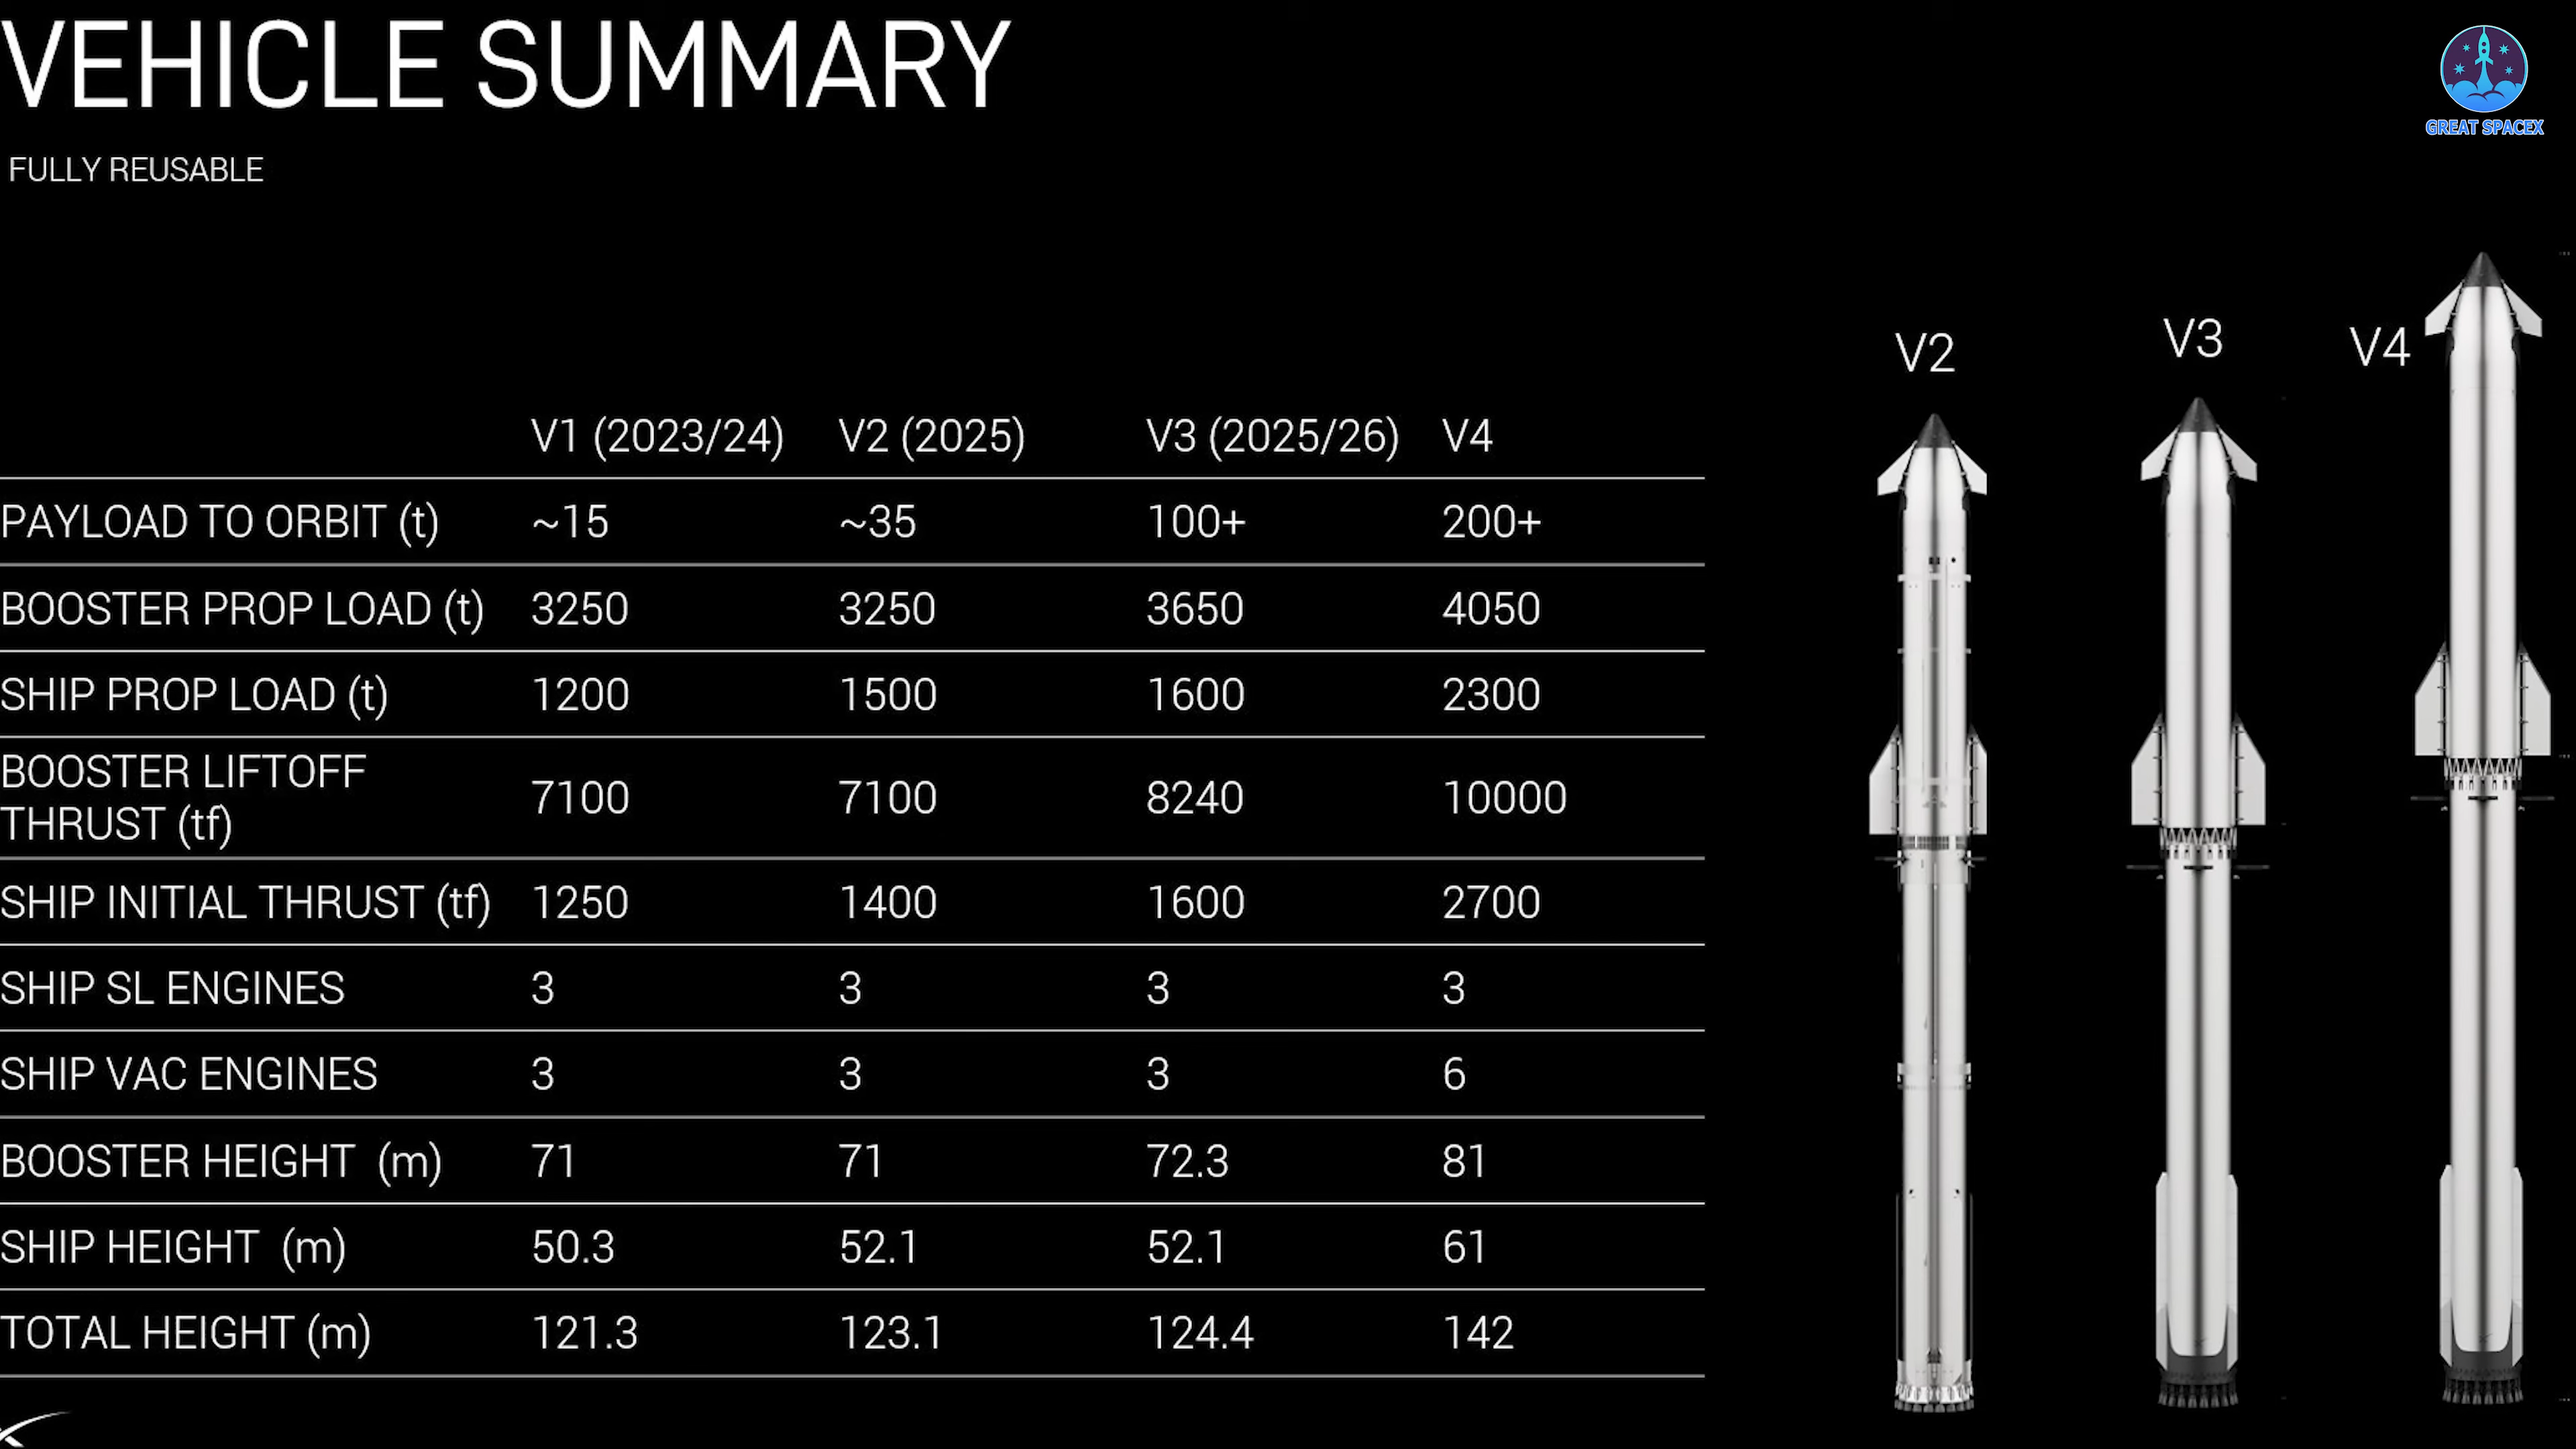 VEHICLE SUMMARY
GREAT SPACEX
FULLY REUSABLE
V2
V3
V4
V1 (2023/24) V2 (2025) V3 (2025/26) V4
PAYLOAD TO ORBIT (t) ~15 ~35 100+ 200+
BOOSTER PROP LOAD (t) 3250 3250 3650 4050
SHIP PROP LOAD (t) 1200 1500 1600 2300
BOOSTER LIFTOFF
THRUST (tf) 7100 7100 8240 10000
SHIP INITIAL THRUST (tf) 1250 1400 1600 2700
SHIP SL ENGINES 3 3 3 3
SHIP VAC ENGINES 3 3 3 6
BOOSTER HEIGHT (m) 71 71 72.3 81
SHIP HEIGHT (m) 50.3 52.1 52.1 61
TOTAL HEIGHT (m) 121.3 123.1 124.4 142